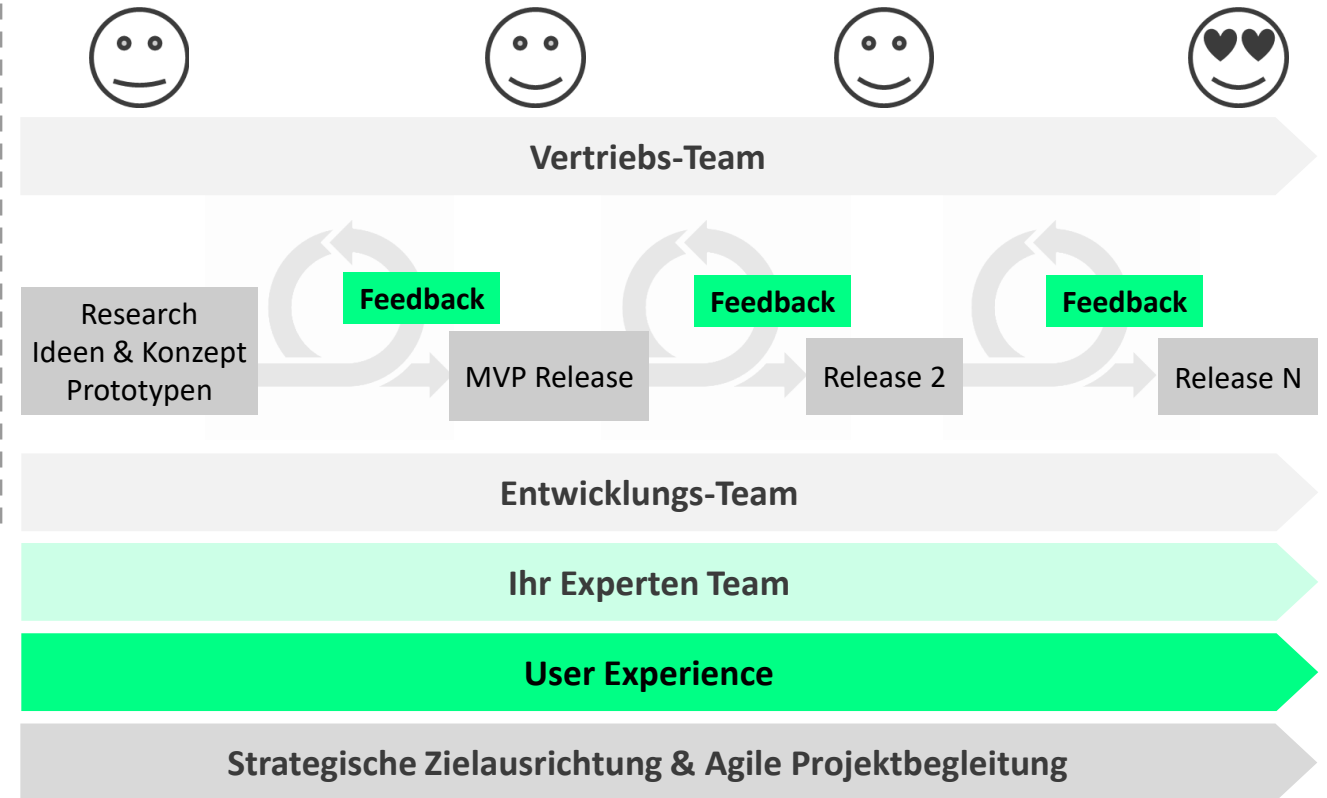 Vertriebs-Team
Feedback
Feedback
Feedback
Research
Ideen & Konzept
Prototypen
MVP Release
Release 2
Release N
Entwicklungs-Team
Ihr Experten Team
User Experience
Strategische Zielausrichtung & Agile Projektbegleitung